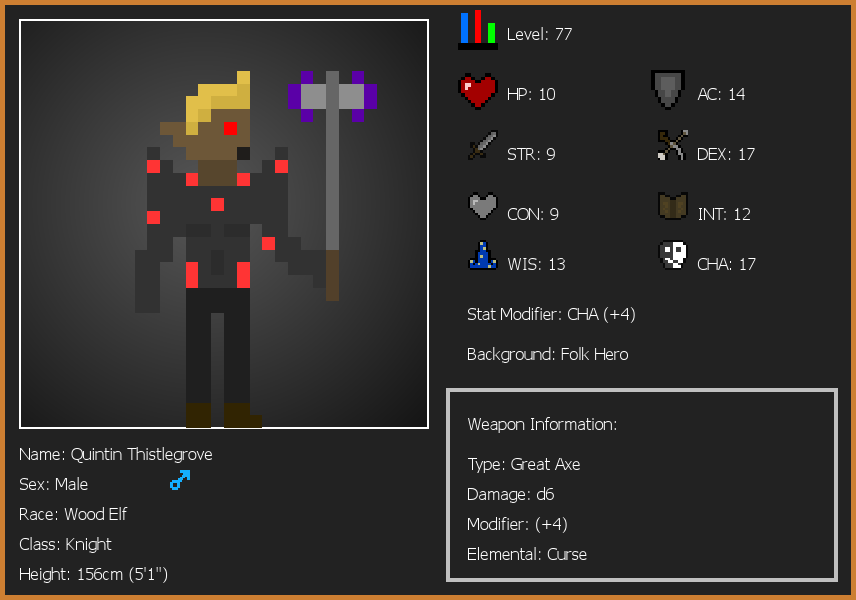 Level: 77
HP: 10
AC: 14
STR: 9
DEX: 17
CON: 9
INT: 12
WIS: 13
CHA: 17
Stat Modifier: CHA (+4)
Background: Folk Hero
Weapon Information:
Type: Great Axe
Damage: d6
Modifier: (+4)
Elemental: Curse
Name: Quintin Thistlegrove
Sex: Male
Race: Wood Elf
Class: Knight
Height: 156cm (5'1")